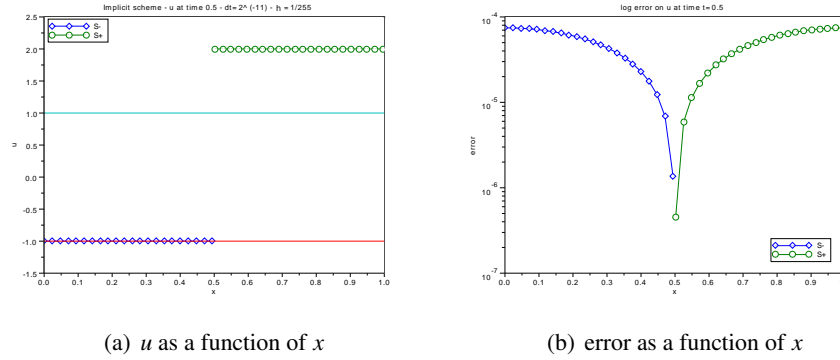 Implicit scheme - u at time 0.5 - dt=2^ (-11) - h = 1/255
2.5
2.0
1.5
1.0
0.5
0.0
-0.5
-1.0
-1.5
u
S-
S+
0.0 0.1 0.2 0.3 0.4 0.5 0.6 0.7 0.8 0.9 1.0
x
(a) u as a function of x
log error on u at time t=0.5
10^-4
10^-5
10^-6
10^-7
error
S-
S+
0.0 0.1 0.2 0.3 0.4 0.5 0.6 0.7 0.8 0.9
x
(b) error as a function of x